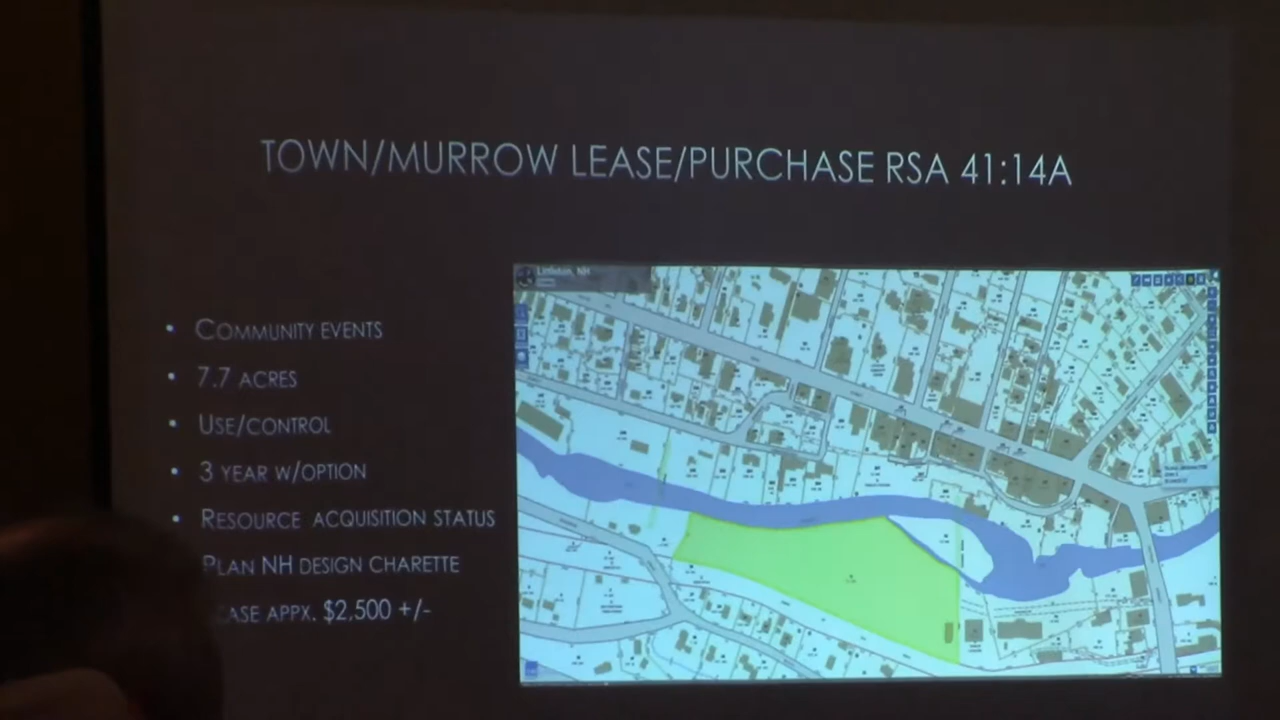 TOWN/MURROW LEASE/PURCHASE RSA 41:14A
• COMMUNITY EVENTS
• 7.7 ACRES
• USE/CONTROL
• 3 YEAR W/OPTION
• RESOURCE ACQUISITION STATUS
PLAN NH DESIGN CHARETTE
EASE APPX. $2,500 +/-
Littleton, NH